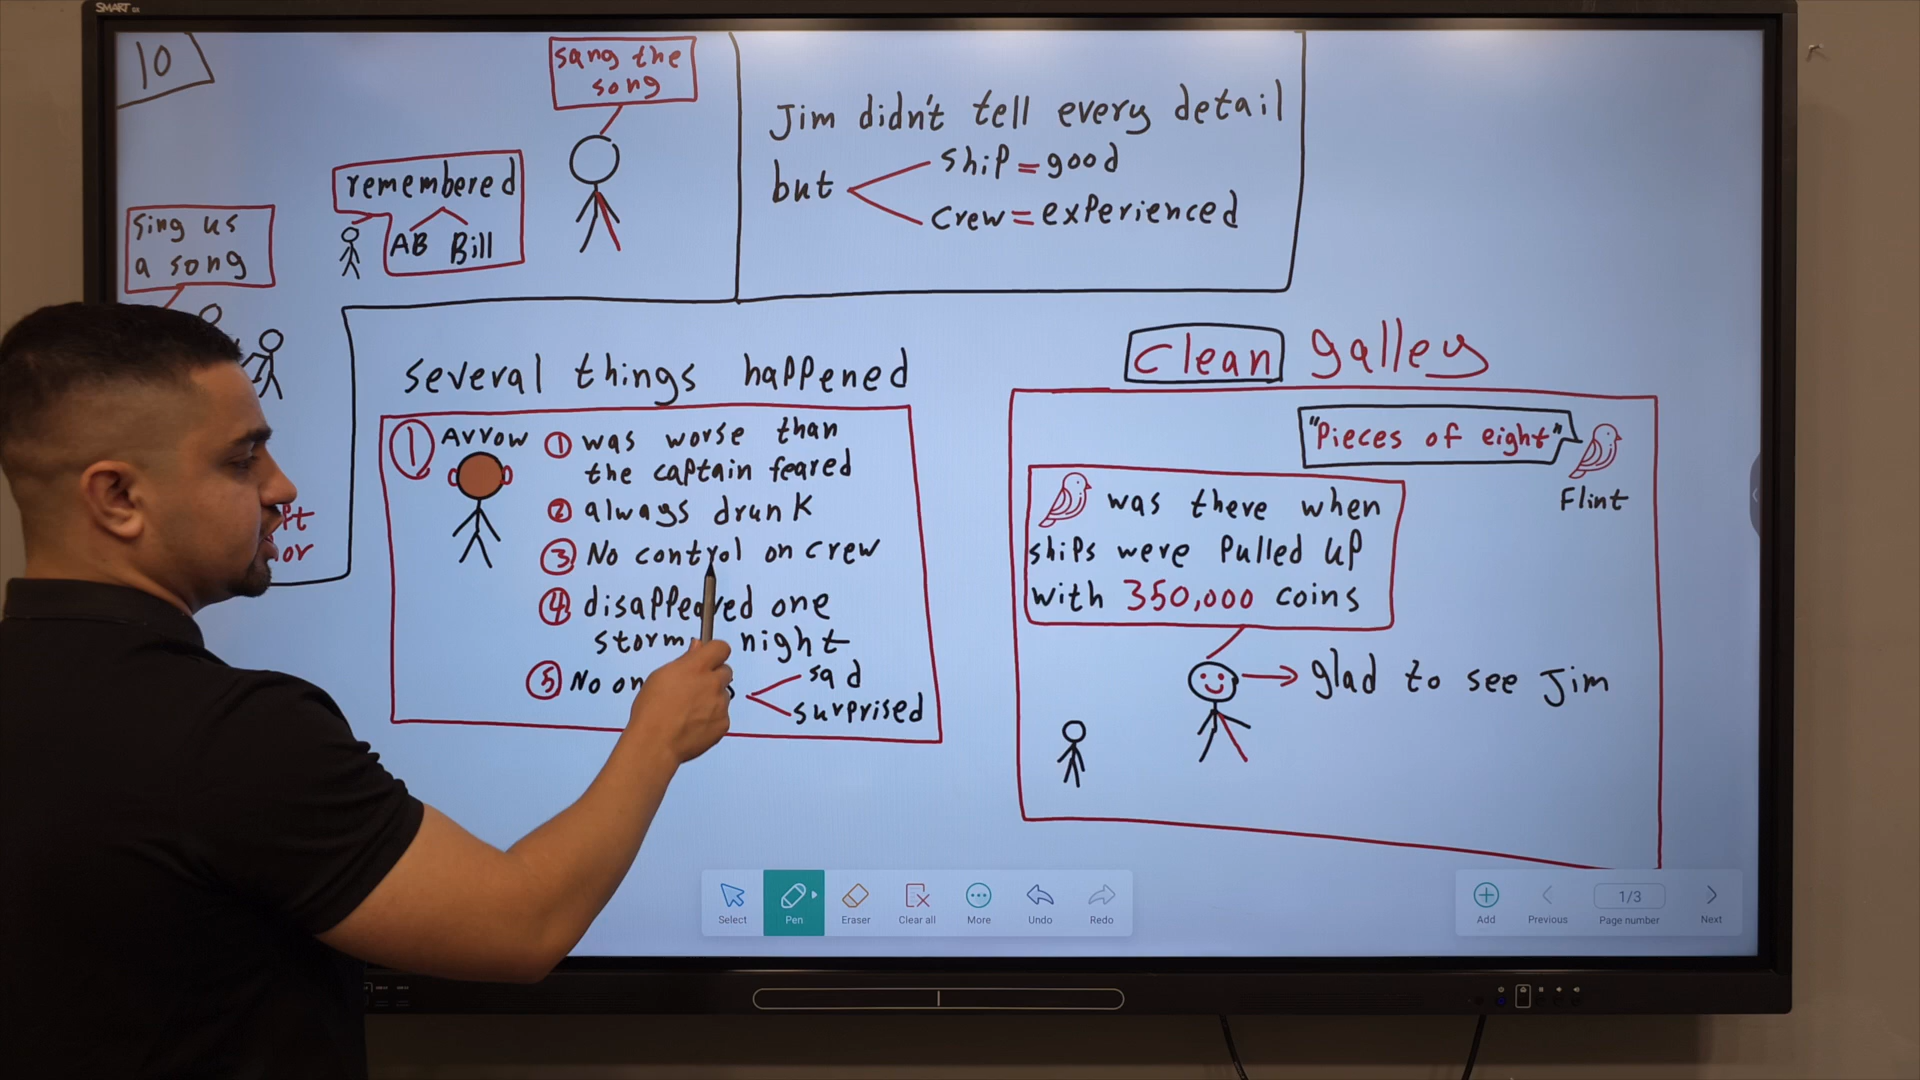 SMART
10
sang the
song
remembered
AB Bill
Sing us
a song
Jim didn't tell every detail
but
ship = good
crew = experienced
several things happened
1 Arrow
1 was worse than
the captain feared
2 always drunk
3 No control on crew
4 disappeared one
night
5 No
sad
surprised
clean galley
"Pieces of eight"
Flint
was there when
ships were Pulled up
with 350,000 coins
glad to see Jim
Select
Pen
Eraser
Clear all
More
Undo
Redo
Add
Previous
1/3
Page number
Next